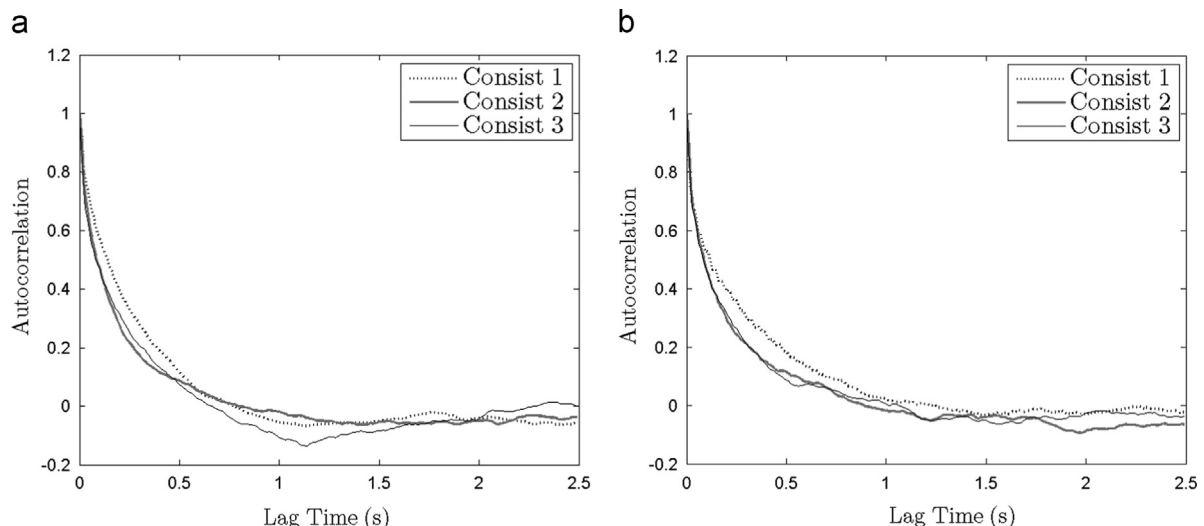 a
1.2
1
0.8
0.6
0.4
0.2
0
-0.2
Autocorrelation
Consist 1
Consist 2
Consist 3
0 0.5 1 1.5 2 2.5
Lag Time (s)
b
1.2
1
0.8
0.6
0.4
0.2
0
-0.2
Autocorrelation
Consist 1
Consist 2
Consist 3
0 0.5 1 1.5 2 2.5
Lag Time (s)